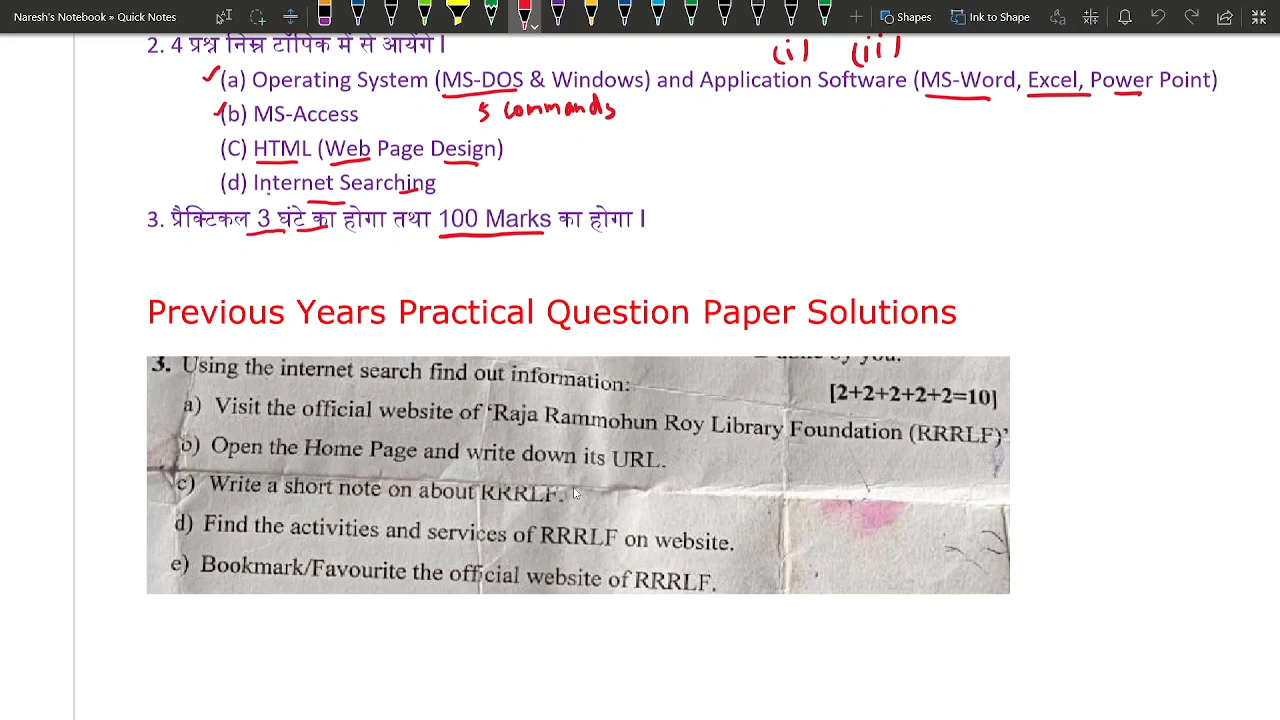 Naresh's Notebook » Quick Notes
Shapes
Ink to Shape
2. 4 प्रश्न निम्न टॉपिक में से आयेंगे।
(i) (ii)
(a) Operating System (MS-DOS & Windows) and Application Software (MS-Word, Excel, Power Point)
5 commands
(b) MS-Access
(C) HTML (Web Page Design)
(d) Internet Searching
3. प्रैक्टिकल 3 घंटे का होगा तथा 100 Marks का होगा।
Previous Years Practical Question Paper Solutions
by you.
3. Using the internet search find out information:
[2+2+2+2+2=10]
a) Visit the official website of 'Raja Rammohun Roy Library Foundation (RRRLF)'
b) Open the Home Page and write down its URL.
c) Write a short note on about RRRLF.
d) Find the activities and services of RRRLF on website.
e) Bookmark/Favourite the official website of RRRLF.